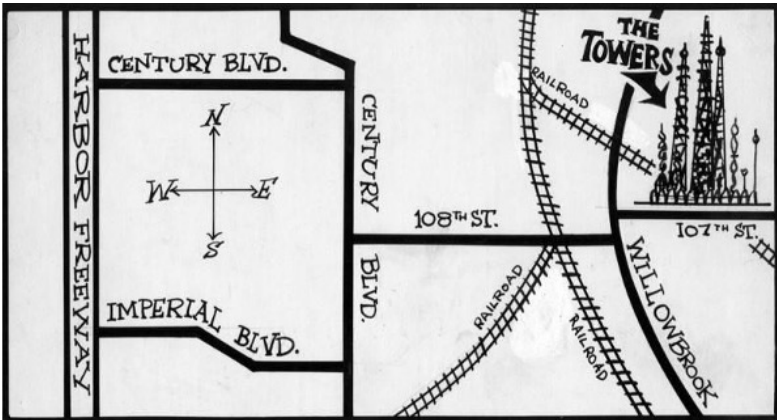 THE
TOWERS
CENTURY BLVD.
HARBOR FREEWAY
N
W E
S
CENTURY BLVD.
RAILROAD
108TH ST.
107TH ST.
WILLOWBROOK
IMPERIAL BLVD.
RAILROAD
RAILROAD